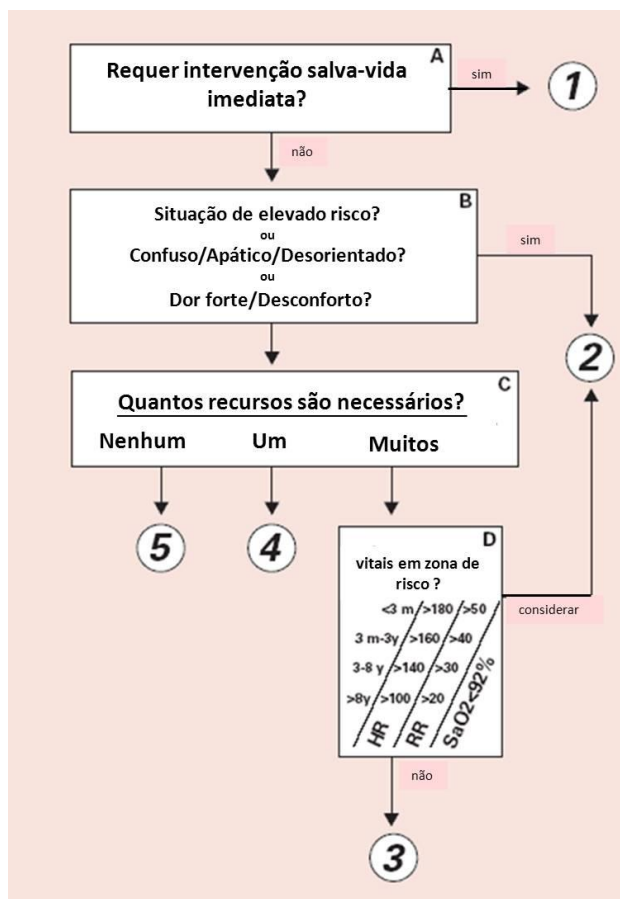 A
Requer intervenção salva-vida
imediata?
sim
1
não
B
Situação de elevado risco?
ou
Confuso/Apático/Desorientado?
ou
Dor forte/Desconforto?
sim
2
C
Quantos recursos são necessários?
Nenhum Um Muitos
5 4
D
vitais em zona de
risco ?
<3 m >180 >50
3 m-3y >160 >40
3-8 y >140 >30
>8y >100 >20
HR RR SaO2<92%
considerar
não
3